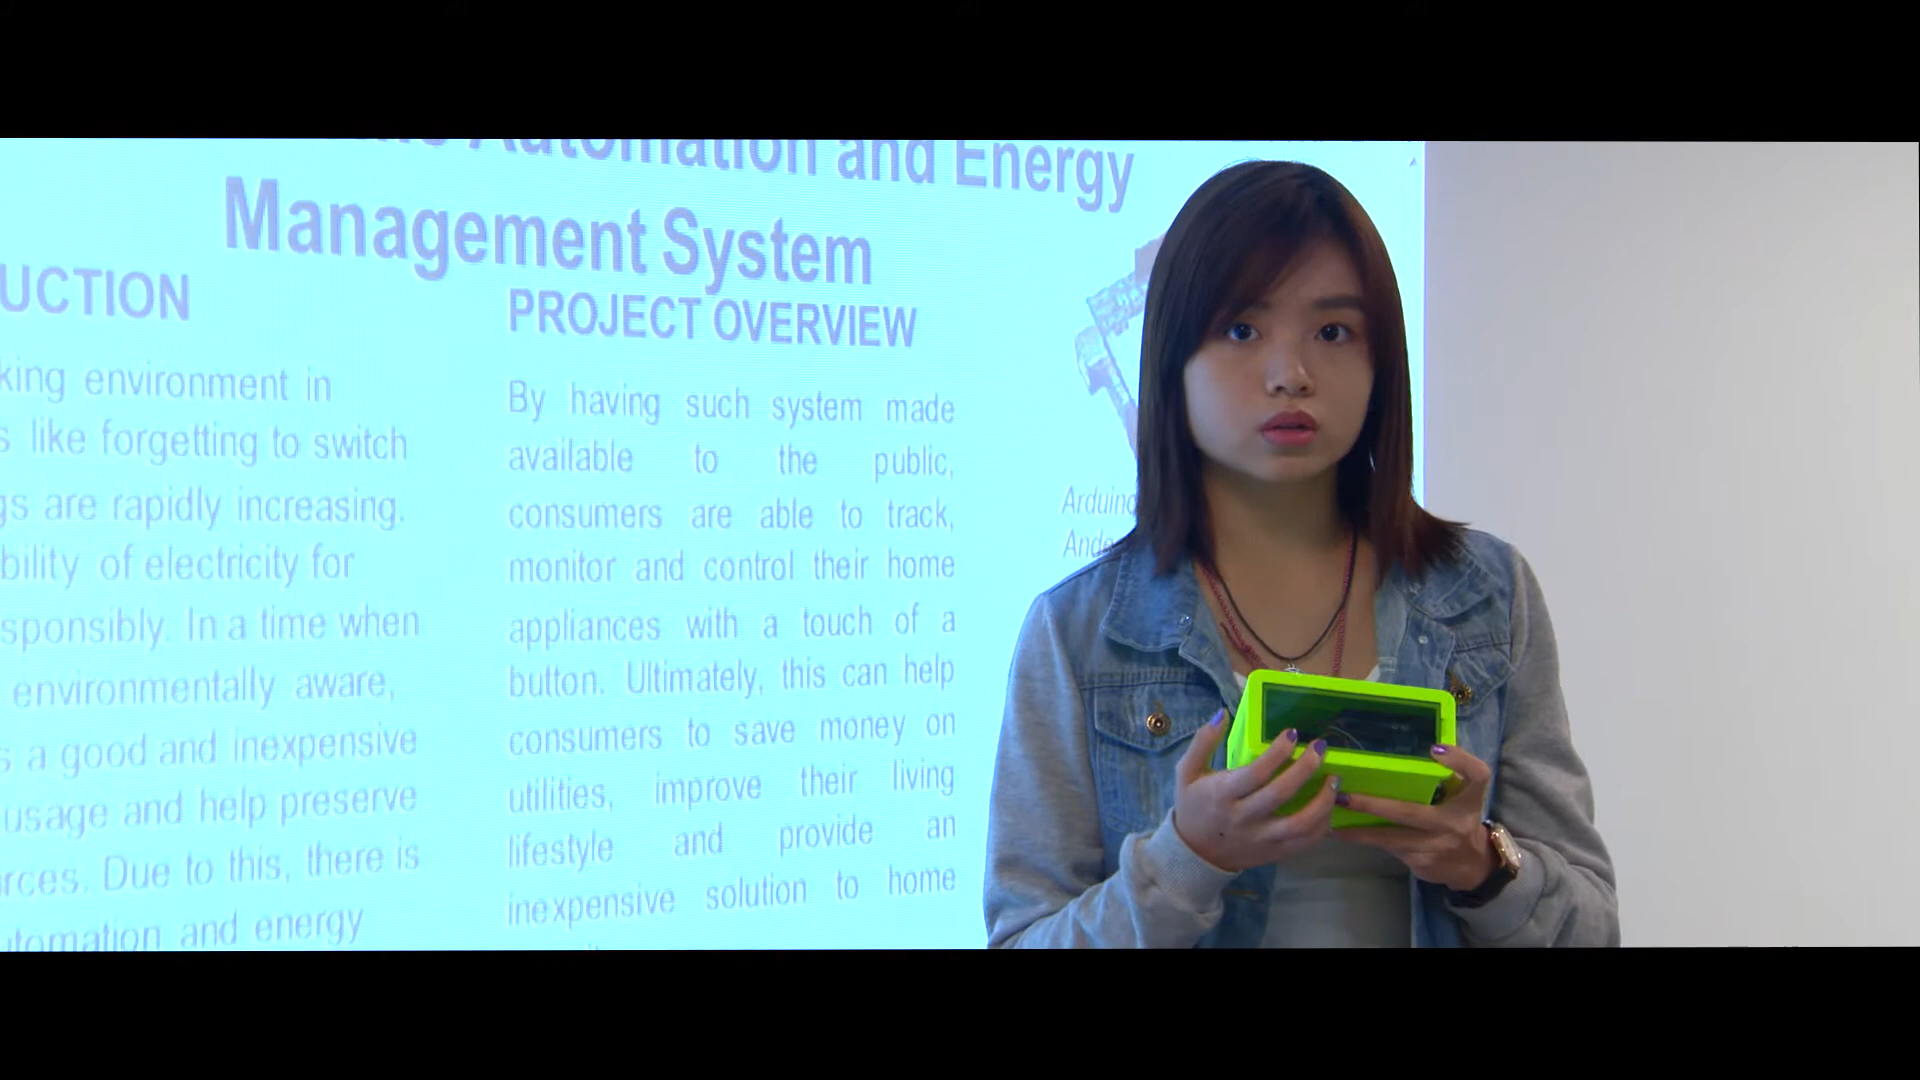 Automation and Energy
Management System
UCTION
king environment in
s like forgetting to switch
gs are rapidly increasing.
bility of electricity for
sponsibly. In a time when
environmentally aware,
s a good and inexpensive
usage and help preserve
rces. Due to this, there is
utomation and energy
PROJECT OVERVIEW
By having such system made
available to the public,
consumers are able to track,
monitor and control their home
appliances with a touch of a
button. Ultimately, this can help
consumers to save money on
utilities, improve their living
lifestyle and provide an
inexpensive solution to home
Arduino
Ande